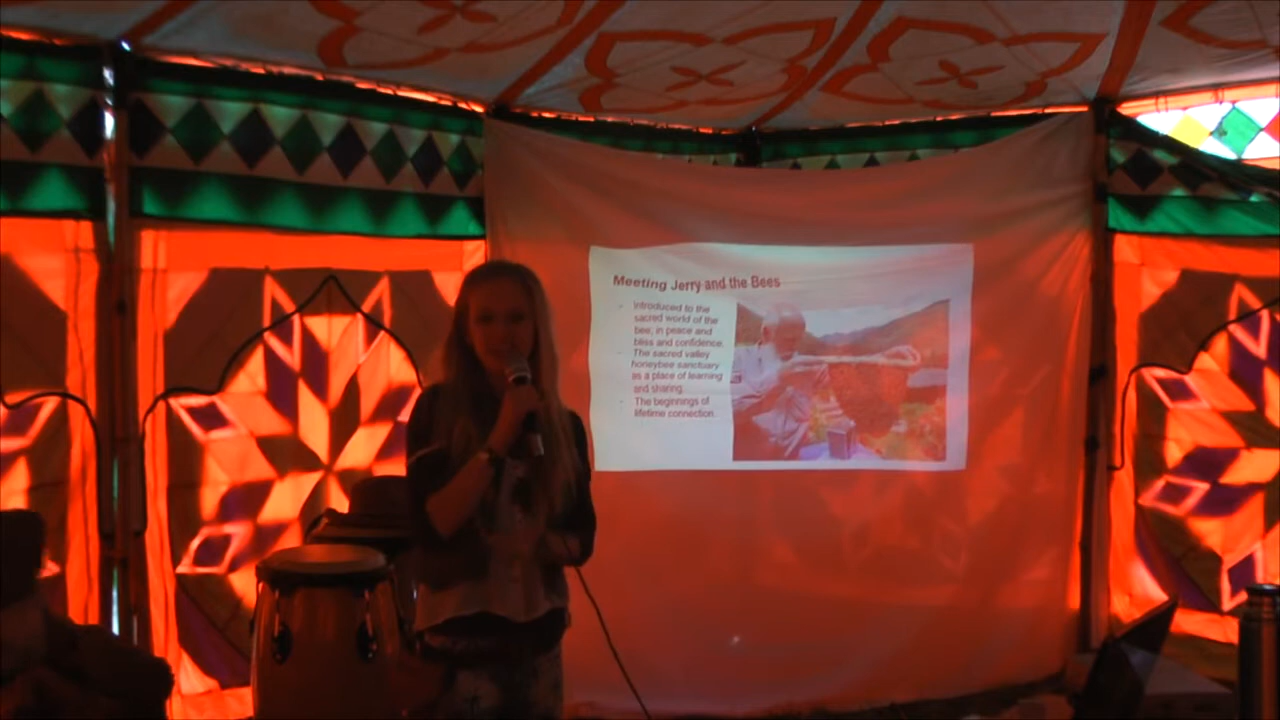 Meeting Jerry and the Bees
- Introduced to the
sacred world of the
bee; in peace and
bliss and confidence.
- The sacred valley
honeybee sanctuary
as a place of learning
and sharing.
- The beginnings of
lifetime connection.